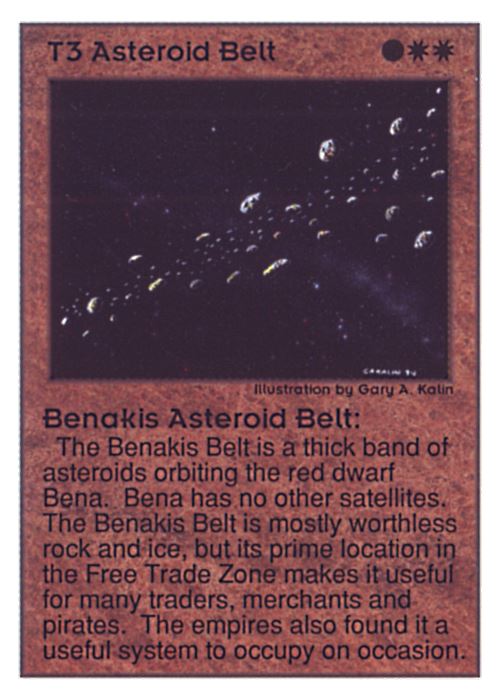 T3 Asteroid Belt
GAKALIN 94
Illustration by Gary A. Kalin
Benakis Asteroid Belt:
The Benakis Belt is a thick band of
asteroids orbiting the red dwarf
Bena. Bena has no other satellites.
The Benakis Belt is mostly worthless
rock and ice, but its prime location in
the Free Trade Zone makes it useful
for many traders, merchants and
pirates. The empires also found it a
useful system to occupy on occasion.